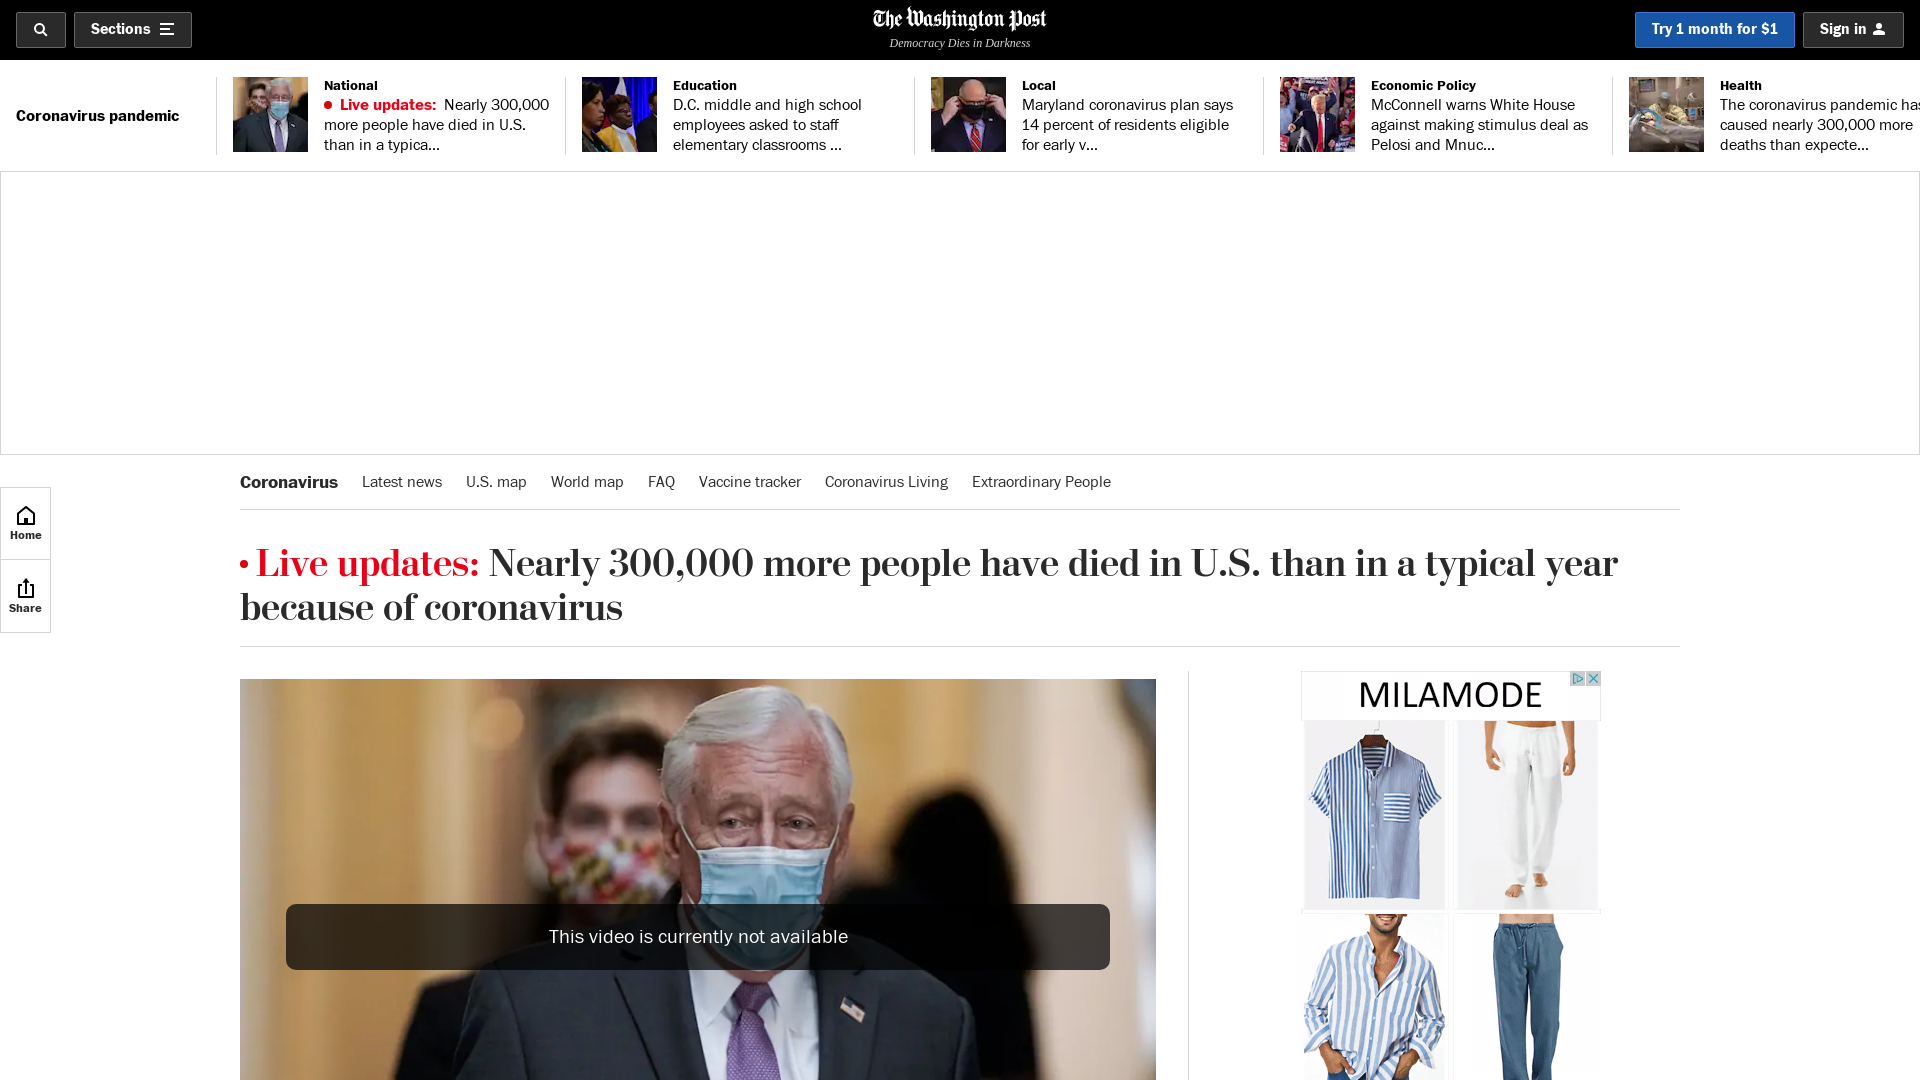 Sections
The Washington Post
Democracy Dies in Darkness
Try 1 month for $1
Sign in
Coronavirus pandemic
National
Live updates: Nearly 300,000
more people have died in U.S.
than in a typica...
Education
D.C. middle and high school
employees asked to staff
elementary classrooms ...
Local
Maryland coronavirus plan says
14 percent of residents eligible
for early v...
Economic Policy
McConnell warns White House
against making stimulus deal as
Pelosi and Mnuc...
Health
The coronavirus pandemic has
caused nearly 300,000 more
deaths than expecte...
Coronavirus
Latest news
U.S. map
World map
FAQ
Vaccine tracker
Coronavirus Living
Extraordinary People
Home
Share
Live updates: Nearly 300,000 more people have died in U.S. than in a typical year
because of coronavirus
This video is currently not available
MILAMODE